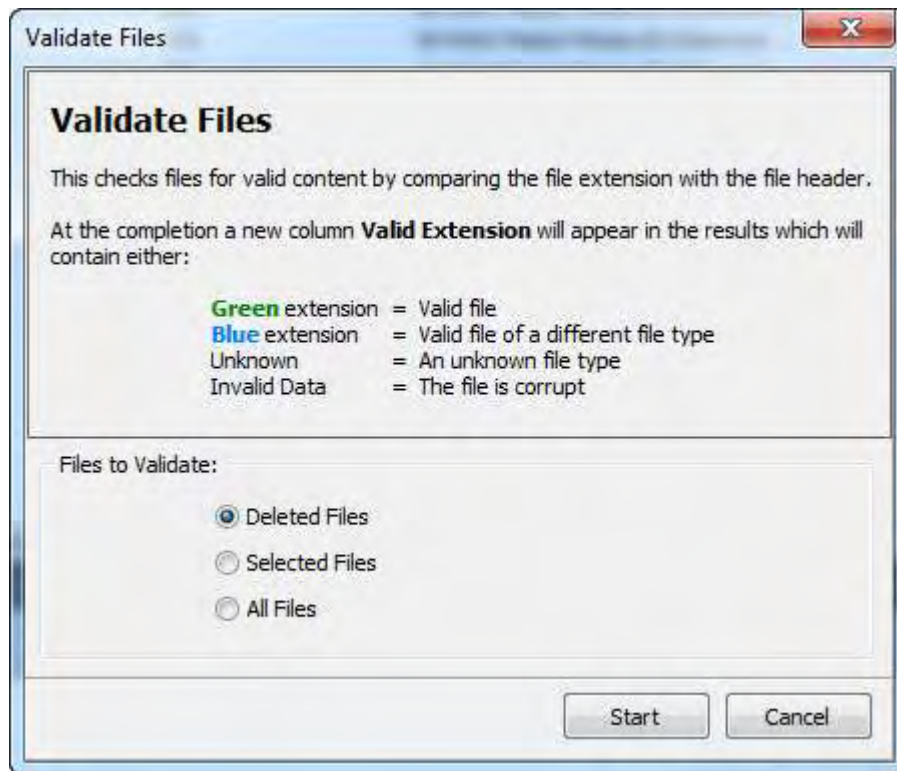 Validate Files
Validate Files
This checks files for valid content by comparing the file extension with the file header.
At the completion a new column Valid Extension will appear in the results which will
contain either:
Green extension = Valid file
Blue extension = Valid file of a different file type
Unknown = An unknown file type
Invalid Data = The file is corrupt
Files to Validate:
Deleted Files
Selected Files
All Files
Start Cancel